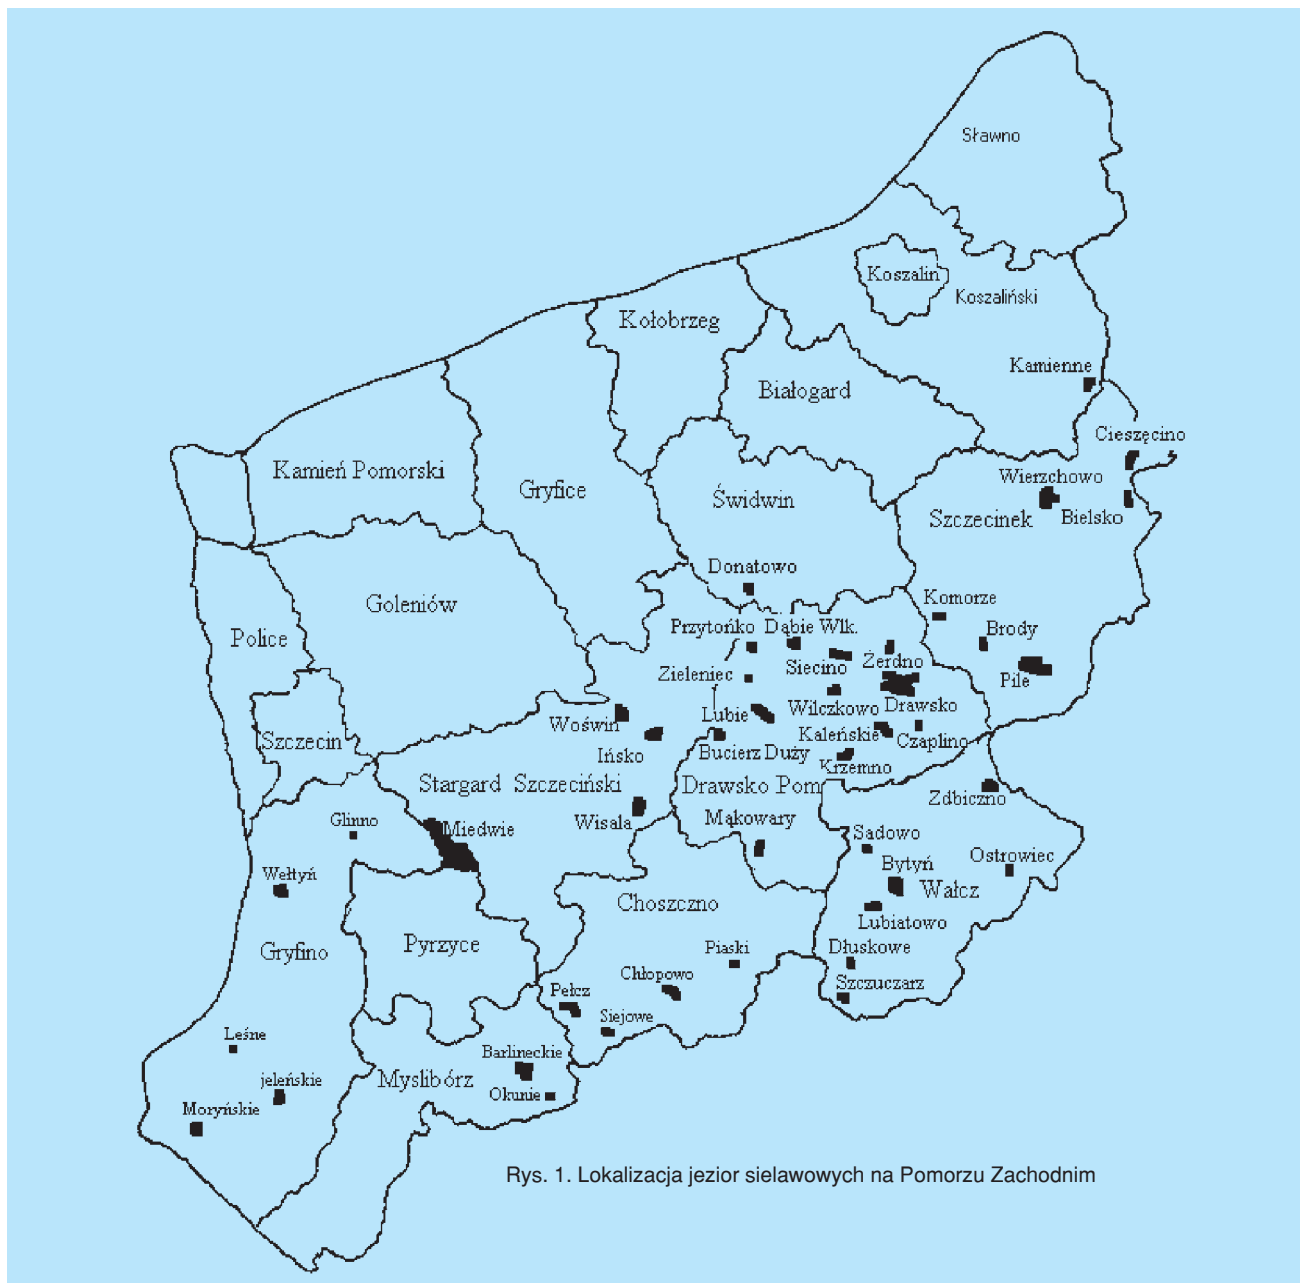 Sławno
Koszalin
Koszaliński
Kołobrzeg
Kamienne
Białogard
Cieszęcino
Kamień Pomorski
Wierzchowo
Gryfice
Świdwin
Szczecinek
Bielsko
Donatowo
Goleniów
Komorze
Police
Przytońko
Dąbie Wlk.
Brody
Siecino
Żerdno
Zieleniec
Pile
Wilczkowo
Drawsko
Lubie
Woświn
Kaleńskie
Czaplino
Szczecin
Ińsko
Bucierz Duży
Krzemno
Stargard Szczeciński
Drawsko Pom
Zdbiczno
Glinno
Miedwie
Wisala
Mąkowary
Sadowo
Ostrowiec
Wełtyń
Bytyń
Wałcz
Choszczno
Lubiatowo
Gryfino
Pyrzyce
Piaski
Dłuskowe
Chłopowo
Szczuczarz
Pełcz
Siejowe
Leśne
Barlineckie
jeleńskie
Myslibórz
Okunie
Moryńskie
Rys. 1. Lokalizacja jezior sielawowych na Pomorzu Zachodnim